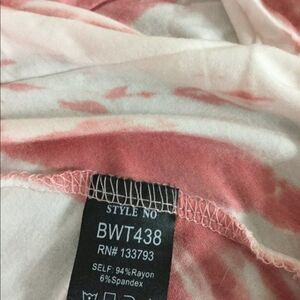 STYLE NO
BWT438
RN# 133793
SELF: 94%Rayon
6%Spandex